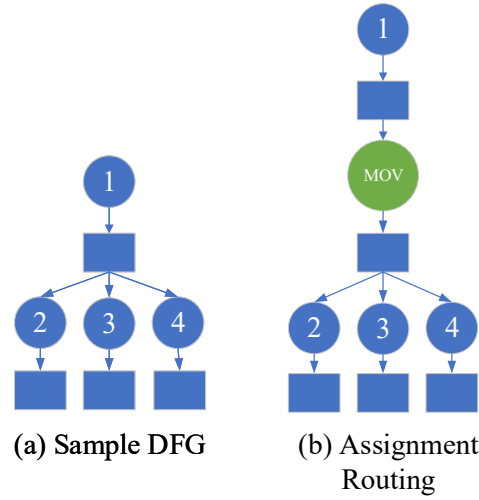 1
2 3 4
(a) Sample DFG
1
MOV
2 3 4
(b) Assignment
Routing